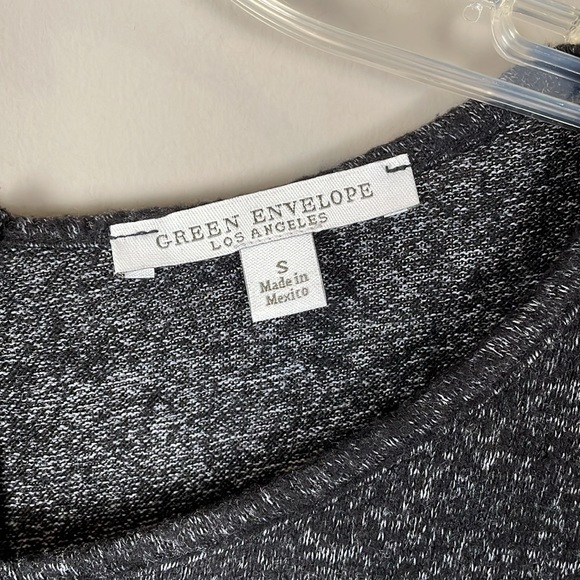 GREEN ENVELOPE
LOS ANGELES
S
Made in
Mexico